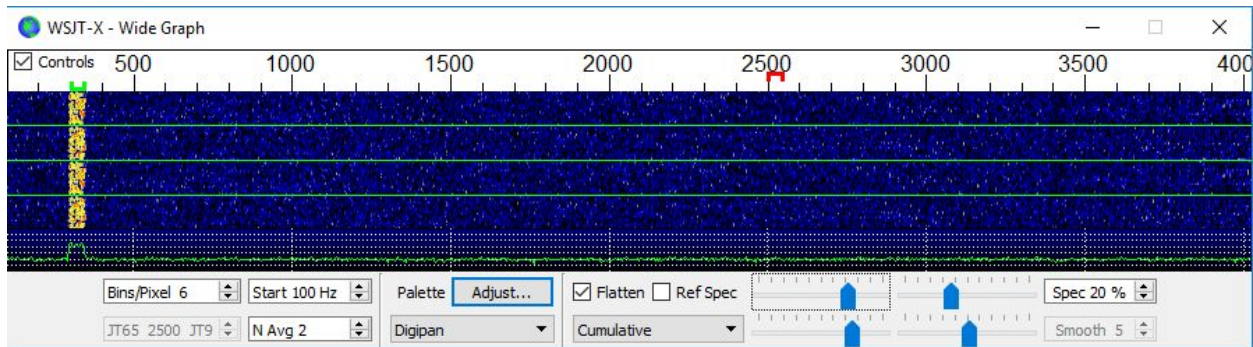 WSJT-X - Wide Graph
Controls 500 1000 1500 2000 2500 3000 3500 400
Bins/Pixel 6 Start 100 Hz Palette Adjust... Flatten Ref Spec Spec 20 %
JT65 2500 JT9 N Avg 2 Digipan Cumulative Smooth 5